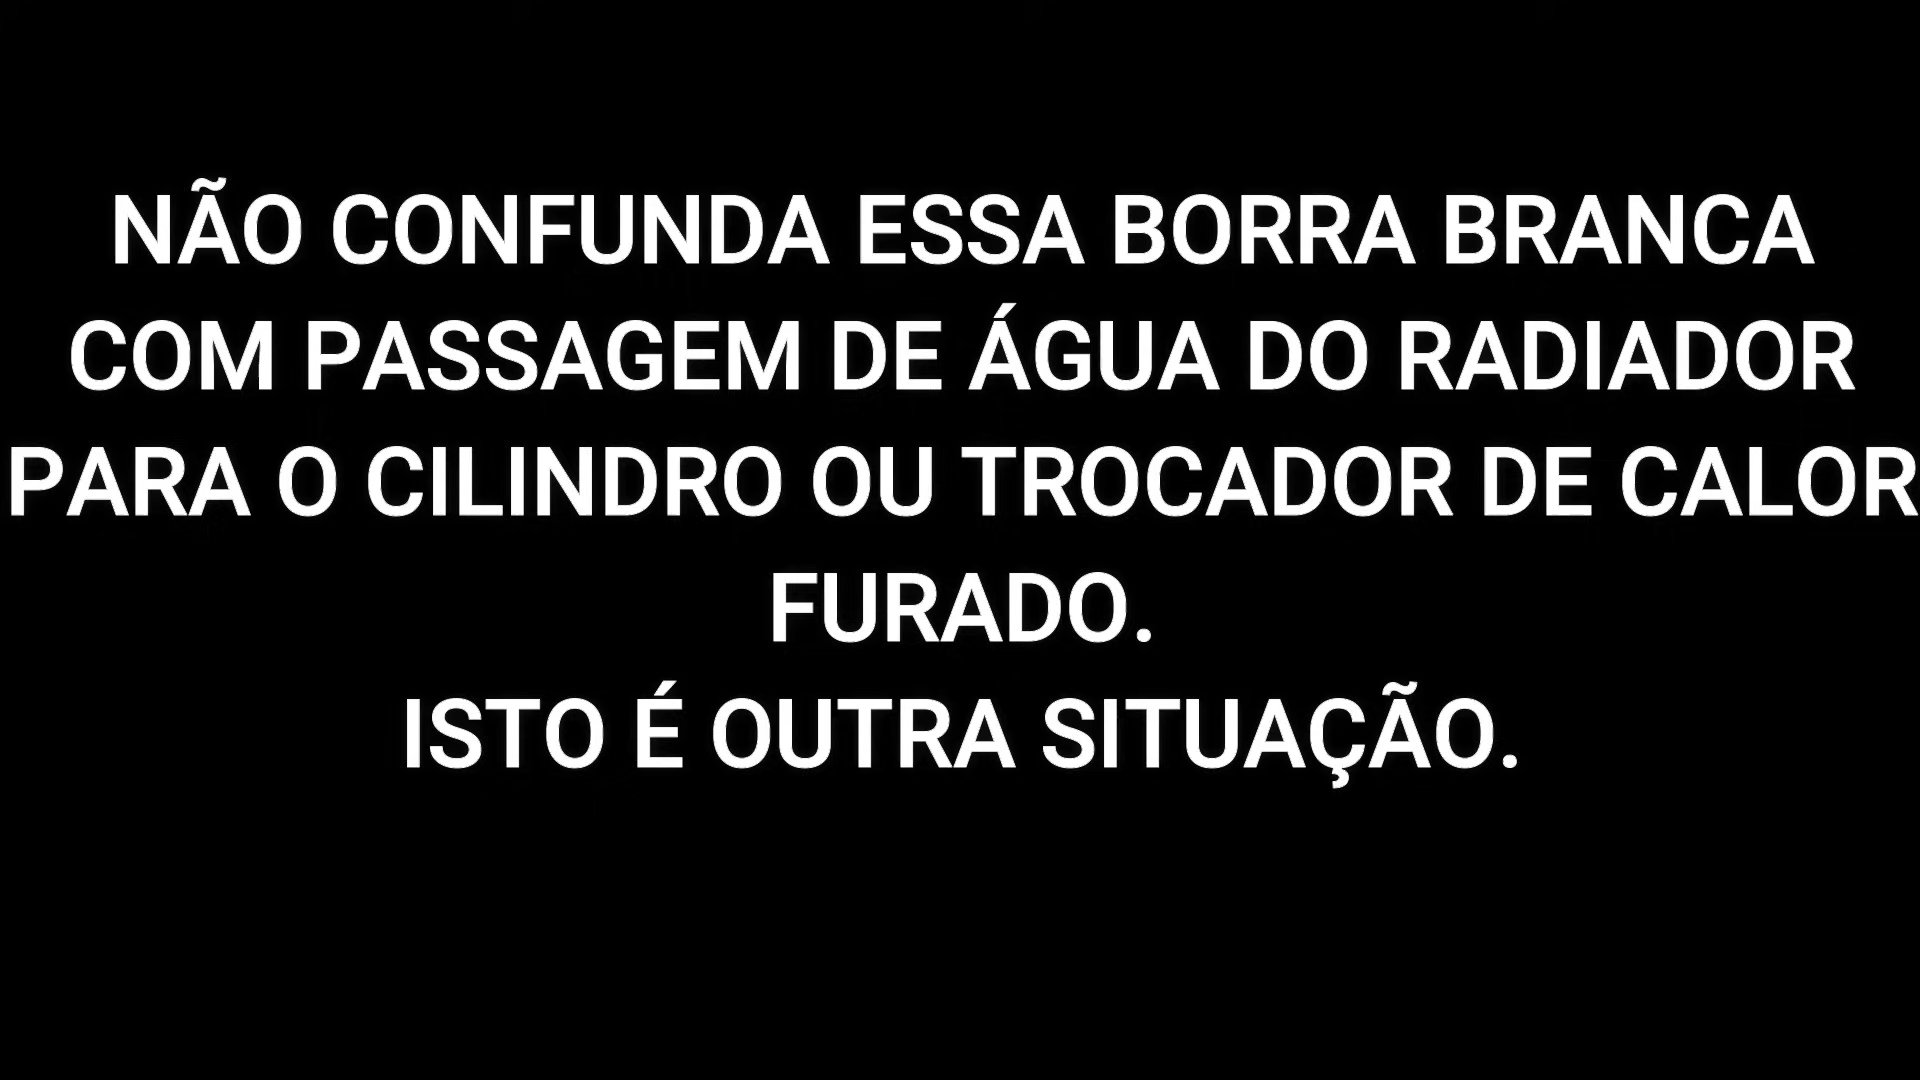 NÃO CONFUNDA ESSA BORRA BRANCA
COM PASSAGEM DE ÁGUA DO RADIADOR
PARA O CILINDRO OU TROCADOR DE CALOR
FURADO.
ISTO É OUTRA SITUAÇÃO.